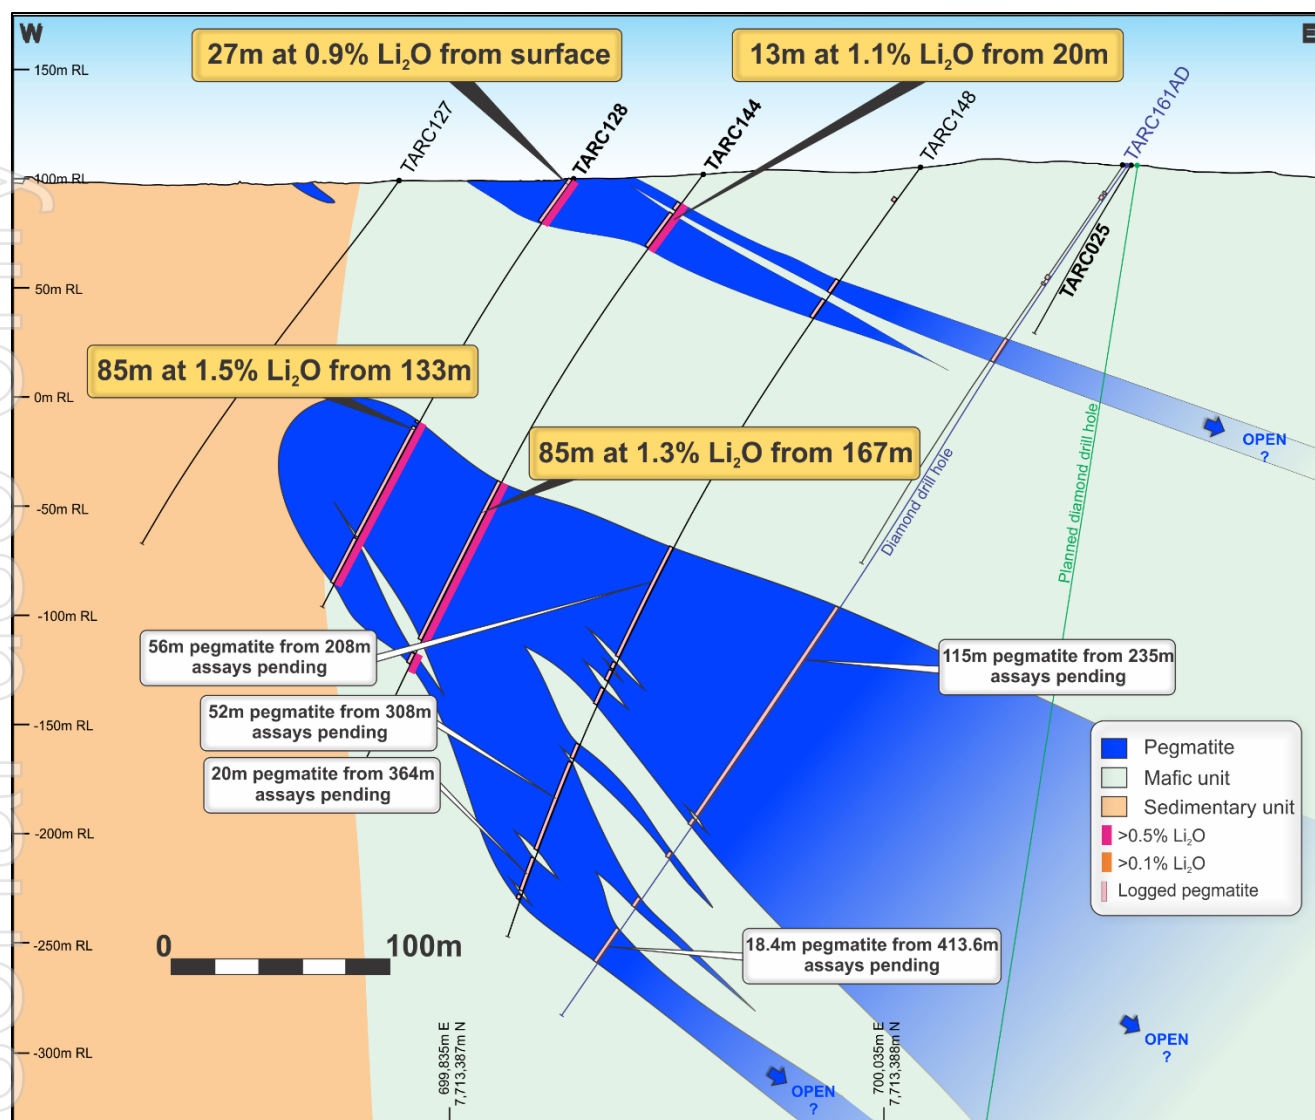 W
E
27m at 0.9% Li₂O from surface
13m at 1.1% Li₂O from 20m
150m RL
100m RL
50m RL
0m RL
-50m RL
-100m RL
-150m RL
-200m RL
-250m RL
-300m RL
TARC127
TARC128
TARC144
TARC148
TARC161AD
TARC025
85m at 1.5% Li₂O from 133m
85m at 1.3% Li₂O from 167m
Diamond drill hole
Planned diamond drill hole
OPEN
?
56m pegmatite from 208m
assays pending
52m pegmatite from 308m
assays pending
20m pegmatite from 364m
assays pending
115m pegmatite from 235m
assays pending
18.4m pegmatite from 413.6m
assays pending
Pegmatite
Mafic unit
Sedimentary unit
>0.5% Li₂O
>0.1% Li₂O
Logged pegmatite
0
100m
699,835m E
7,713,387m N
700,035m E
7,713,388m N
OPEN
?
OPEN
?